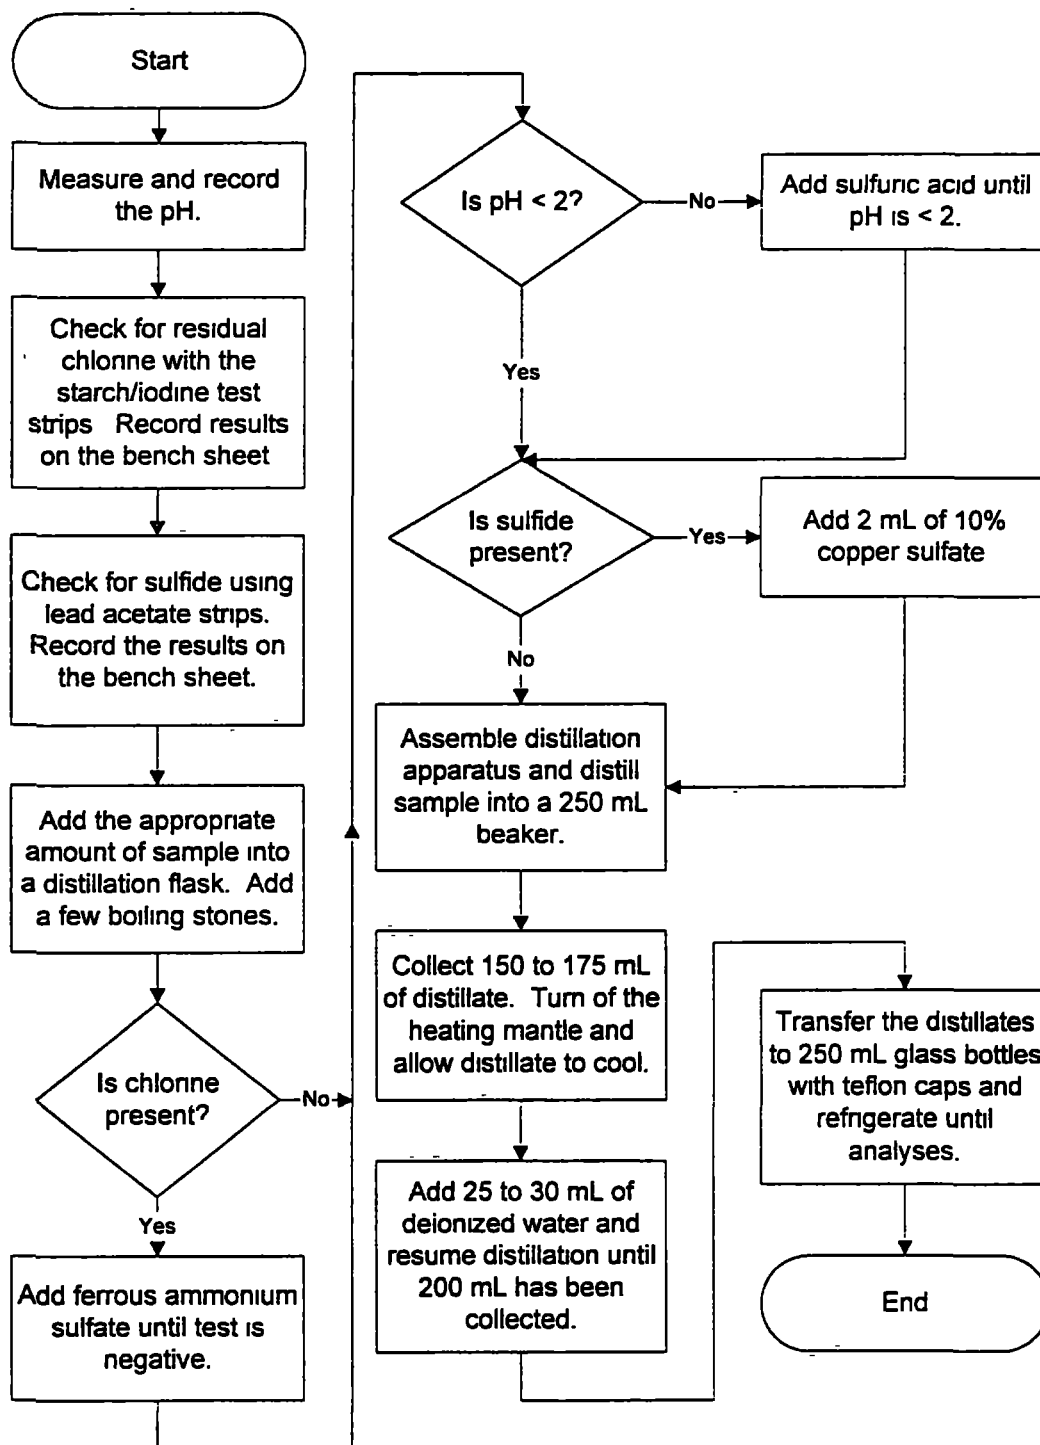 Start
Measure and record
the pH.
Check for residual
chlorine with the
starch/iodine test
strips Record results
on the bench sheet
Check for sulfide using
lead acetate strips.
Record the results on
the bench sheet.
Add the appropriate
amount of sample into
a distillation flask. Add
a few boiling stones.
Is chlorine
present?
No
Yes
Add ferrous ammonium
sulfate until test is
negative.
Is pH < 2?
No
Add sulfuric acid until
pH is < 2.
Yes
Is sulfide
present?
Yes
Add 2 mL of 10%
copper sulfate
No
Assemble distillation
apparatus and distill
sample into a 250 mL
beaker.
Collect 150 to 175 mL
of distillate. Turn of the
heating mantle and
allow distillate to cool.
Add 25 to 30 mL of
deionized water and
resume distillation until
200 mL has been
collected.
Transfer the distillates
to 250 mL glass bottles
with teflon caps and
refrigerate until
analyses.
End